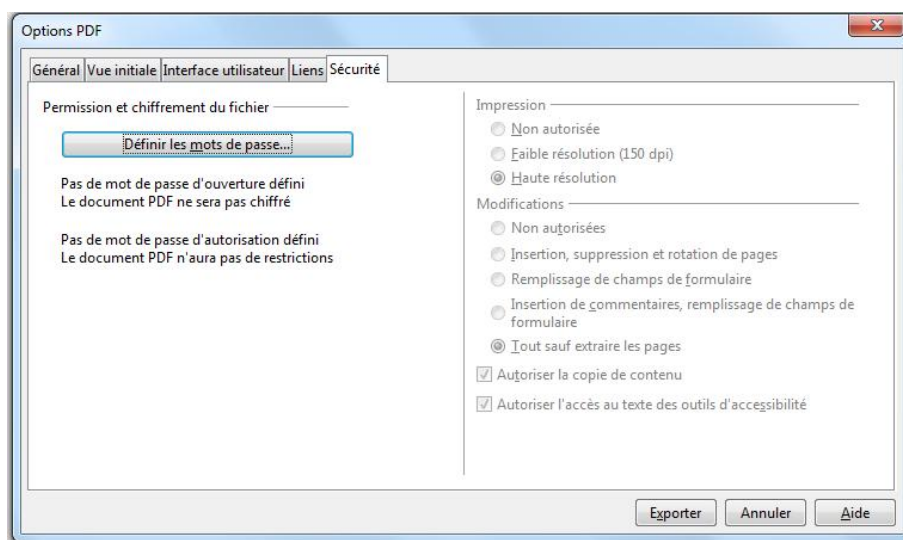 Options PDF
Général
Vue initiale
Interface utilisateur
Liens
Sécurité
Permission et chiffrement du fichier
Définir les mots de passe...
Pas de mot de passe d'ouverture défini
Le document PDF ne sera pas chiffré
Pas de mot de passe d'autorisation défini
Le document PDF n'aura pas de restrictions
Impression
Non autorisée
Faible résolution (150 dpi)
Haute résolution
Modifications
Non autorisées
Insertion, suppression et rotation de pages
Remplissage de champs de formulaire
Insertion de commentaires, remplissage de champs de
formulaire
Tout sauf extraire les pages
Autoriser la copie de contenu
Autoriser l'accès au texte des outils d'accessibilité
Exporter
Annuler
Aide